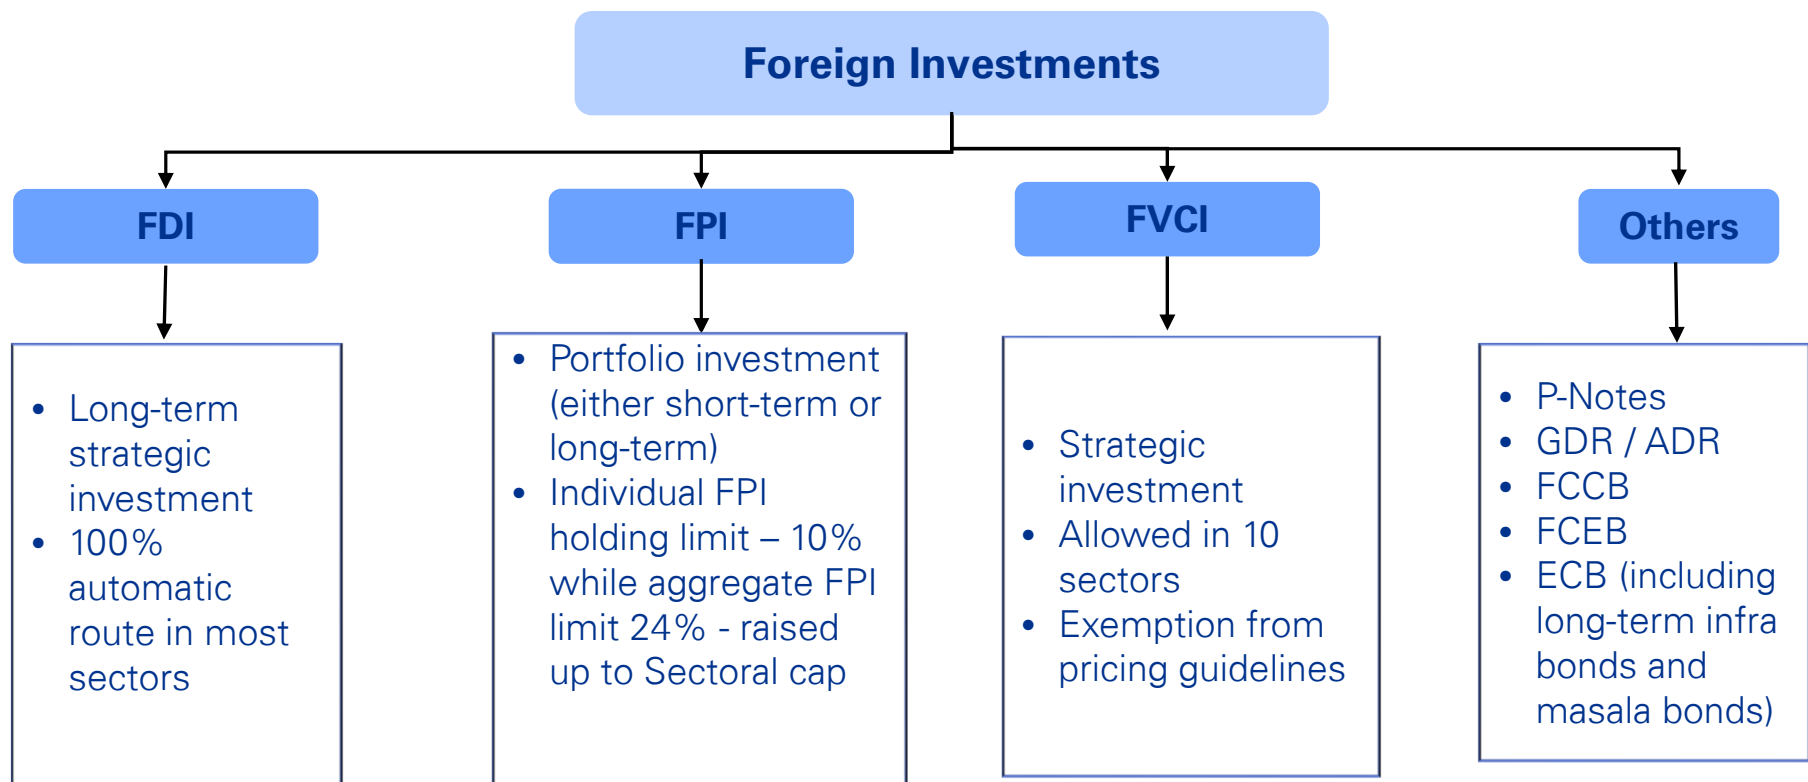 Foreign Investments
FDI
FPI
FVCI
Others
• Long-term
strategic
investment
• 100%
automatic
route in most
sectors
• Portfolio investment
(either short-term or
long-term)
• Individual FPI
holding limit – 10%
while aggregate FPI
limit 24% - raised
up to Sectoral cap
• Strategic
investment
• Allowed in 10
sectors
• Exemption from
pricing guidelines
• P-Notes
• GDR / ADR
• FCCB
• FCEB
• ECB (including
long-term infra
bonds and
masala bonds)